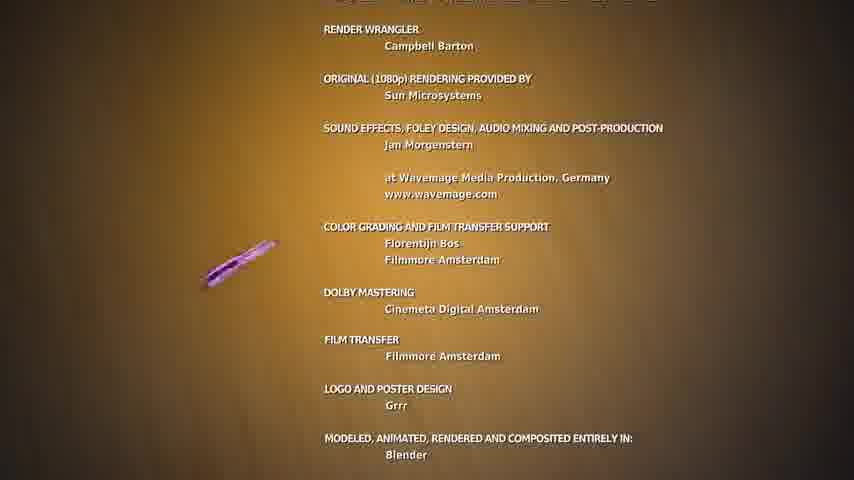 RENDER WRANGLER
Campbell Barton
ORIGINAL (1080p) RENDERING PROVIDED BY
Sun Microsystems
SOUND EFFECTS, FOLEY DESIGN, AUDIO MIXING AND POST-PRODUCTION
Jan Morgenstern
at Wavemage Media Production, Germany
www.wavemage.com
COLOR GRADING AND FILM TRANSFER SUPPORT
Florentijn Bos
Filmmore Amsterdam
DOLBY MASTERING
Cinemeta Digital Amsterdam
FILM TRANSFER
Filmmore Amsterdam
LOGO AND POSTER DESIGN
Grrr
MODELED, ANIMATED, RENDERED AND COMPOSITED ENTIRELY IN:
Blender